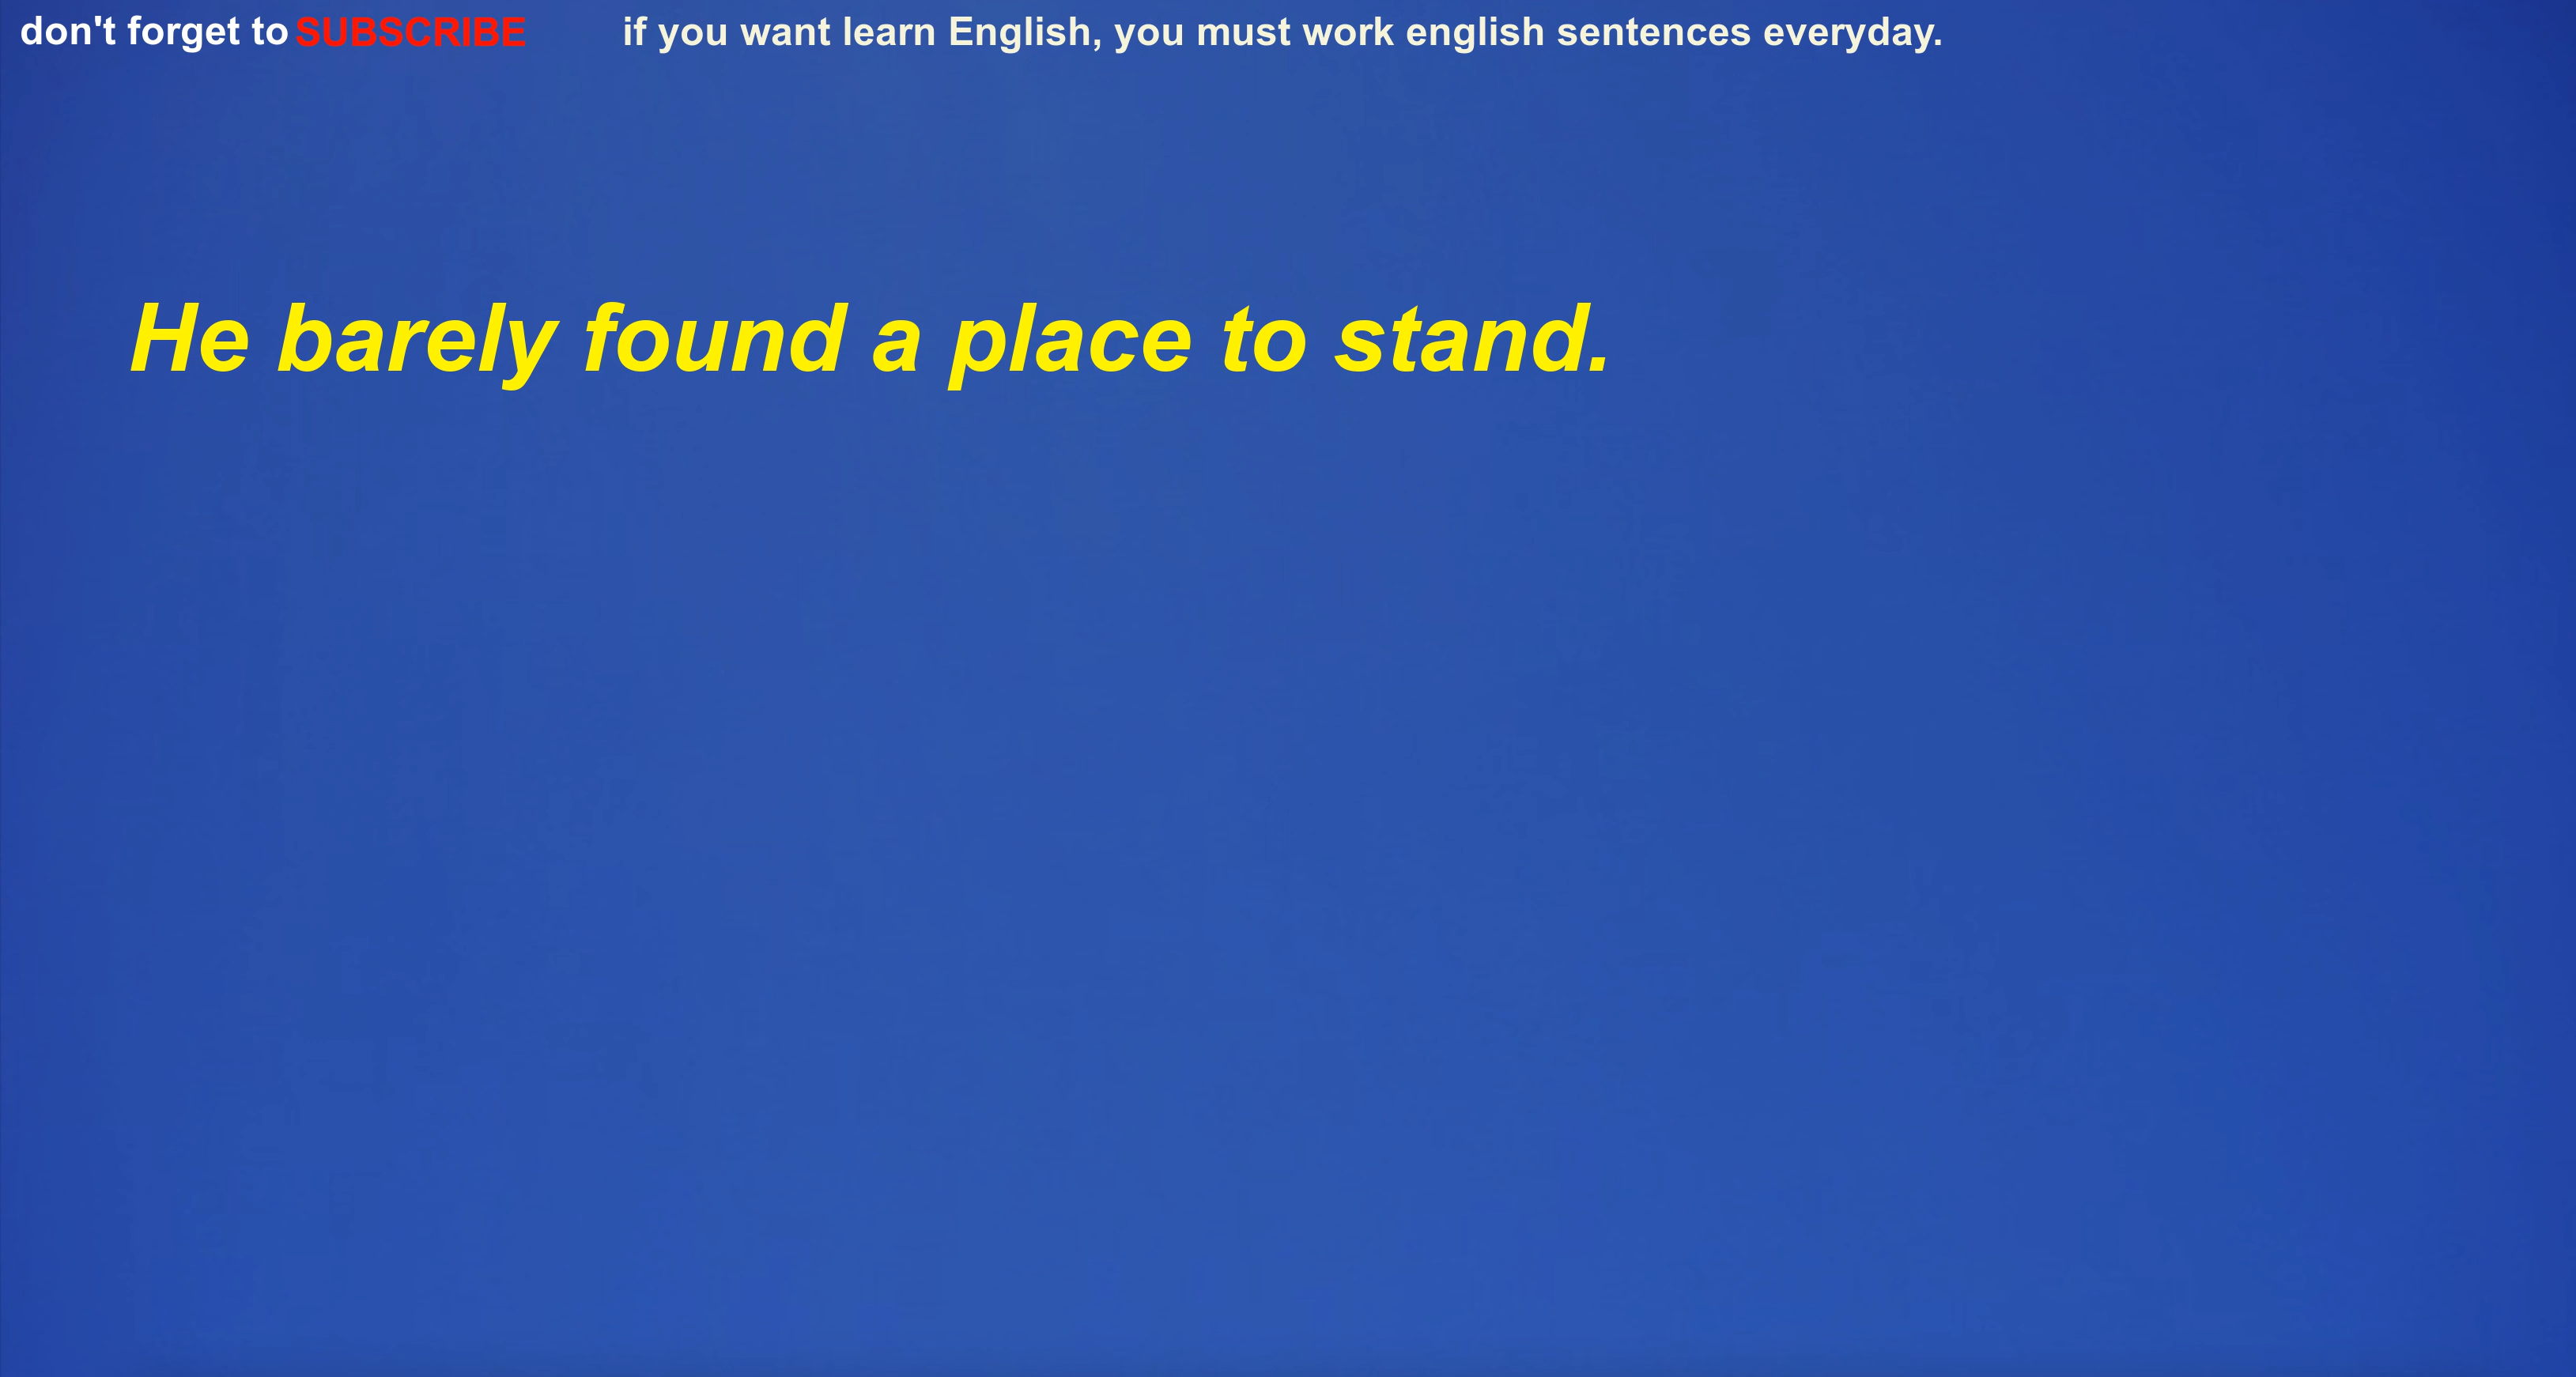 don't forget to SUBSCRIBE if you want learn English, you must work english sentences everyday.
He barely found a place to stand.